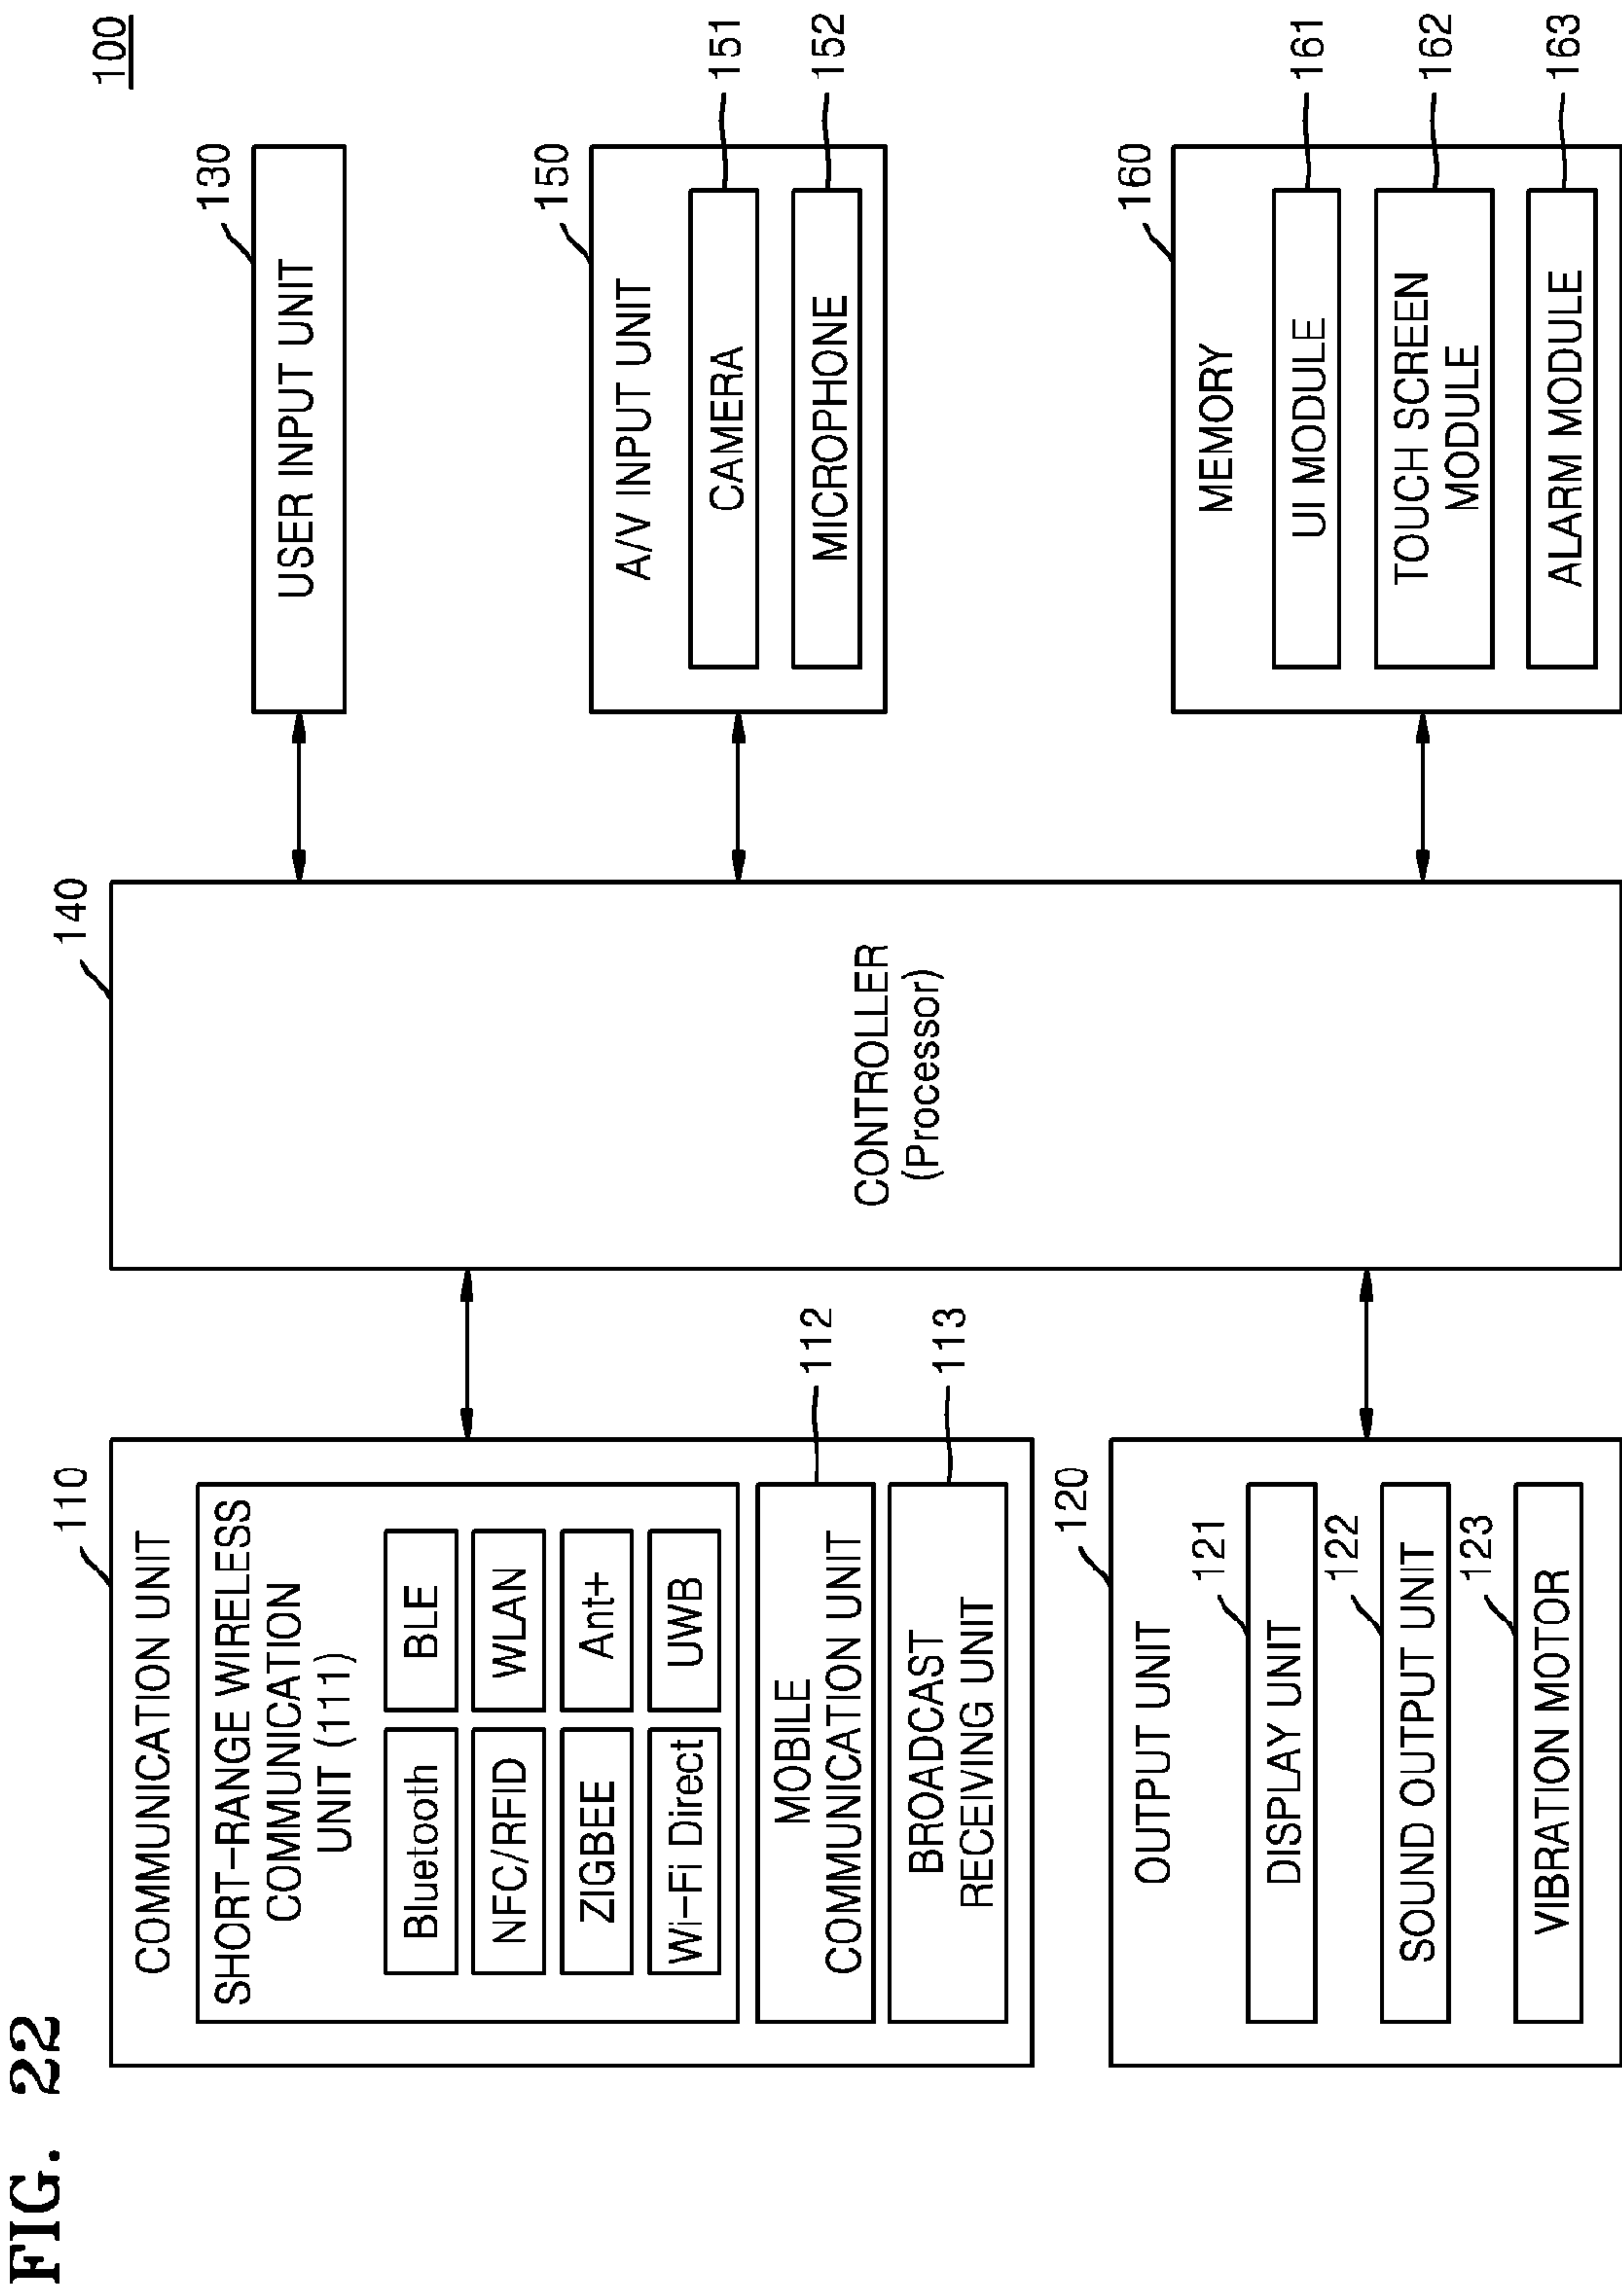 FIG. 22
100
110
COMMUNICATION UNIT
SHORT-RANGE WIRELESS
COMMUNICATION
UNIT (111)
Bluetooth
BLE
NFC/RFID
WLAN
ZIGBEE
Ant+
Wi-Fi Direct
UWB
MOBILE
COMMUNICATION UNIT
112
BROADCAST
RECEIVING UNIT
113
120
OUTPUT UNIT
121
DISPLAY UNIT
122
SOUND OUTPUT UNIT
123
VIBRATION MOTOR
140
CONTROLLER
(Processor)
130
USER INPUT UNIT
150
A/V INPUT UNIT
CAMERA
151
MICROPHONE
152
160
MEMORY
UI MODULE
161
TOUCH SCREEN
MODULE
162
ALARM MODULE
163